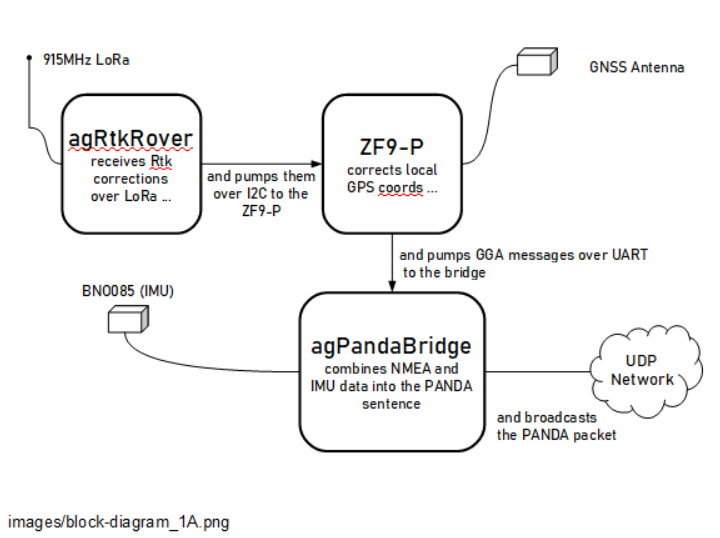 915MHz LoRa
GNSS Antenna
agRtkRover
receives Rtk
corrections
over LoRa ...
and pumps them
over I2C to the
ZF9-P
ZF9-P
corrects local
GPS coords ...
and pumps GGA messages over UART
to the bridge
BNO085 (IMU)
agPandaBridge
combines NMEA and
IMU data into the PANDA
sentence
UDP
Network
and broadcasts
the PANDA packet
images/block-diagram_1A.png